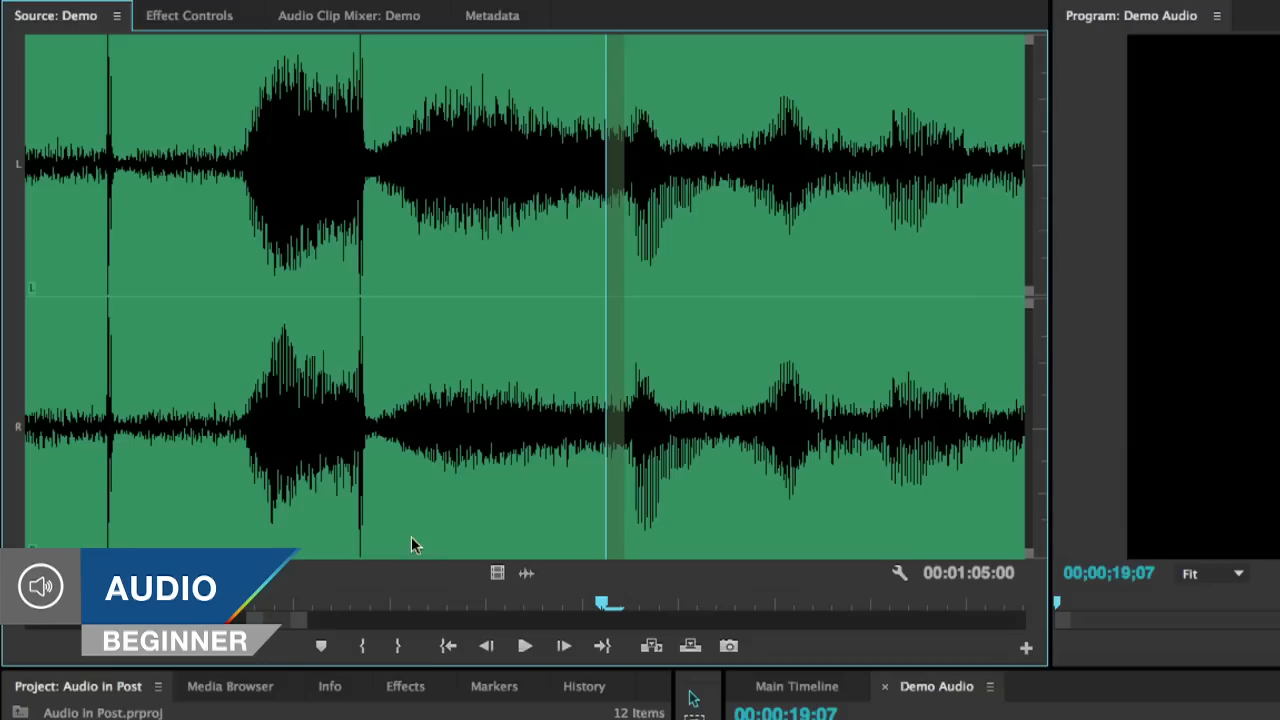 Source: Demo
Effect Controls
Audio Clip Mixer: Demo
Metadata
Program: Demo Audio
L
L
R
00:01:05:00
00;00;19;07
Fit
AUDIO
BEGINNER
Project: Audio in Post
Media Browser
Info
Effects
Markers
History
Main Timeline
× Demo Audio
Audio in Post.prproj
12 Items
00:00:19:07